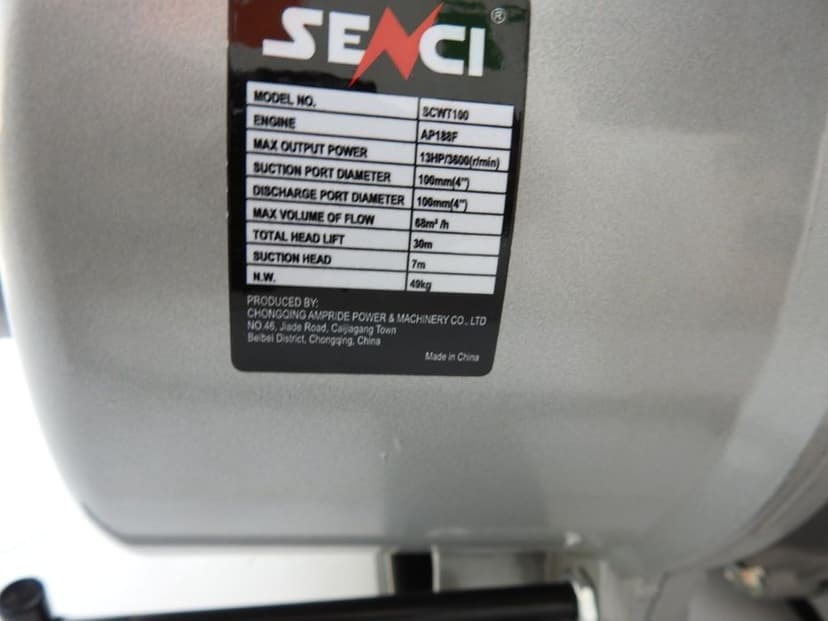 SENCI®
MODEL NO. SCWT100
ENGINE AP188F
MAX OUTPUT POWER 13HP/3600(r/min)
SUCTION PORT DIAMETER 100mm(4")
DISCHARGE PORT DIAMETER 100mm(4")
MAX VOLUME OF FLOW 68m³/h
TOTAL HEAD LIFT 30m
SUCTION HEAD 7m
N.W. 49kg
PRODUCED BY:
CHONGQING AMPRIDE POWER & MACHINERY CO., LTD
NO.46, Jiade Road, Caijiagang Town
Beibei District, Chongqing, China
Made in China